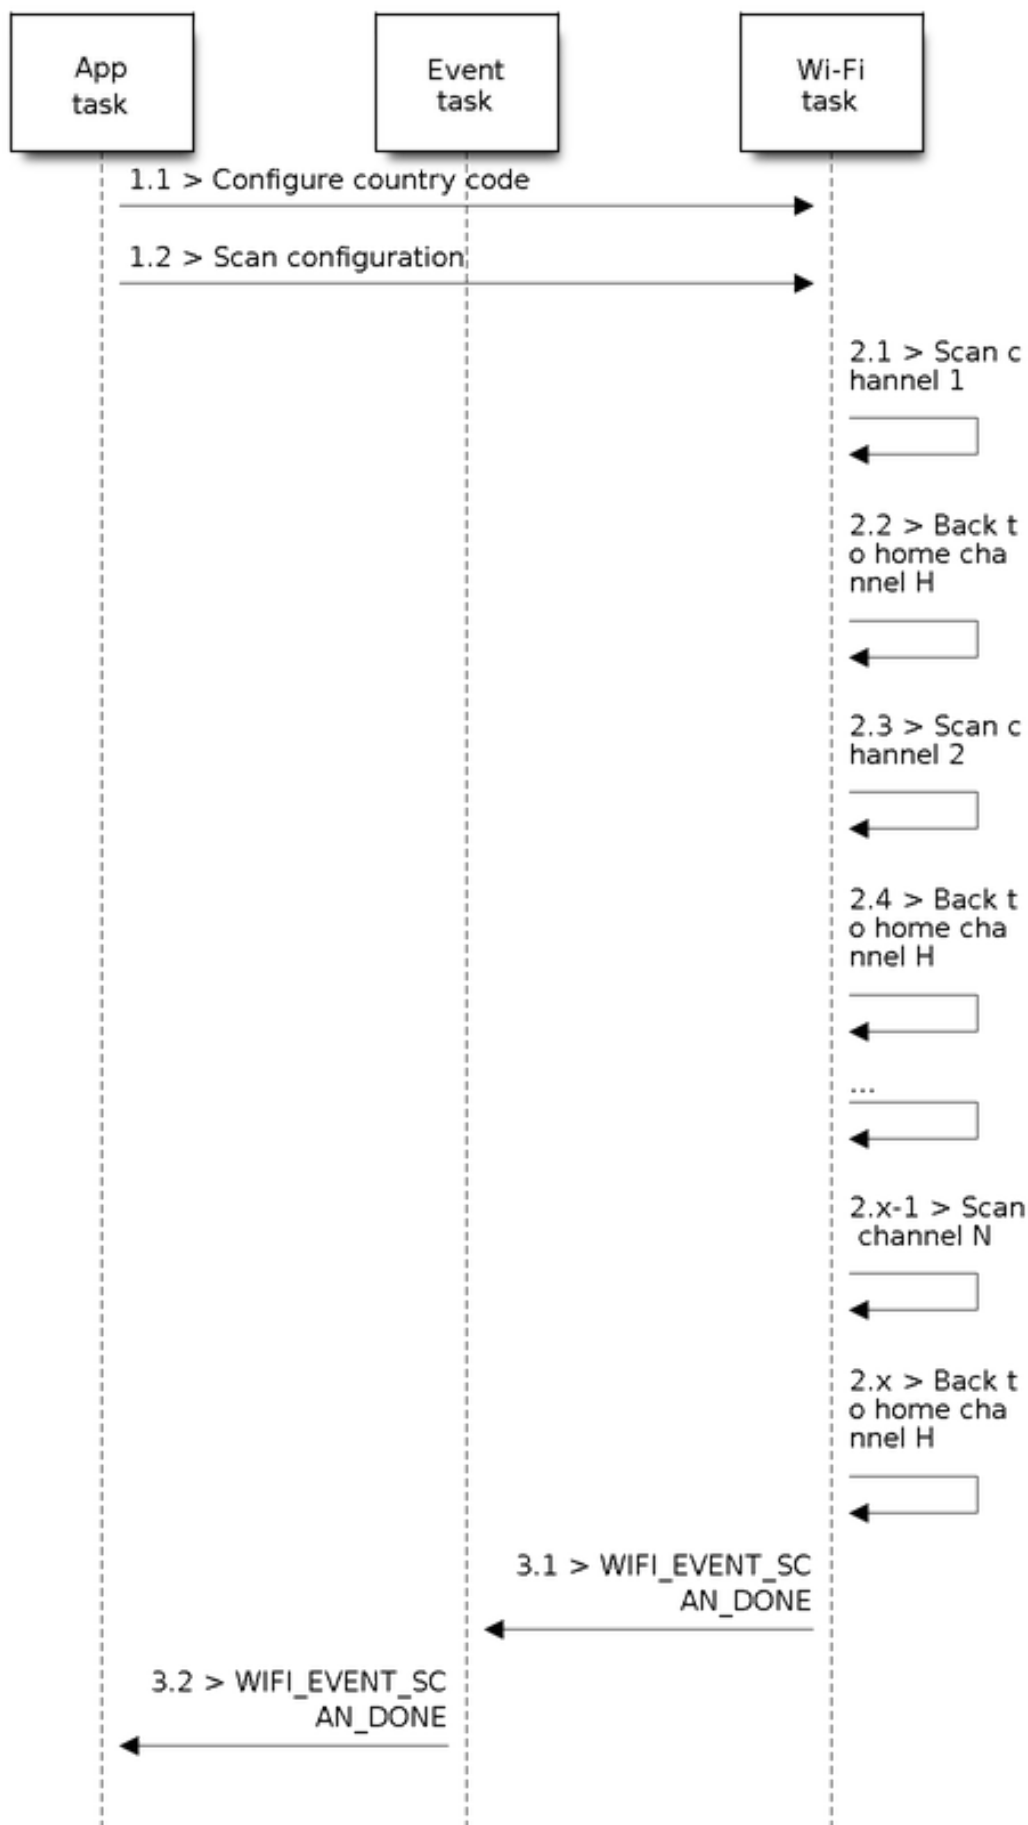 App
task
Event
task
Wi-Fi
task
1.1 > Configure country code
1.2 > Scan configuration
2.1 > Scan c
hannel 1
2.2 > Back t
o home cha
nnel H
2.3 > Scan c
hannel 2
2.4 > Back t
o home cha
nnel H
...
2.x-1 > Scan
channel N
2.x > Back t
o home cha
nnel H
3.1 > WIFI_EVENT_SC
AN_DONE
3.2 > WIFI_EVENT_SC
AN_DONE